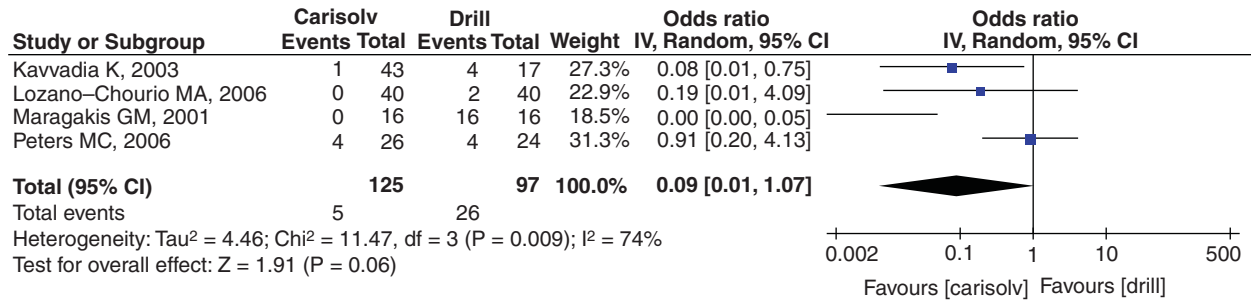 Carisolv Drill Odds ratio Odds ratio
Study or Subgroup Events Total Events Total Weight IV, Random, 95% CI IV, Random, 95% CI
Kavvadia K, 2003 1 43 4 17 27.3% 0.08 [0.01, 0.75]
Lozano–Chourio MA, 2006 0 40 2 40 22.9% 0.19 [0.01, 4.09]
Maragakis GM, 2001 0 16 16 16 18.5% 0.00 [0.00, 0.05]
Peters MC, 2006 4 26 4 24 31.3% 0.91 [0.20, 4.13]
Total (95% CI) 125 97 100.0% 0.09 [0.01, 1.07]
Total events 5 26
Heterogeneity: Tau² = 4.46; Chi² = 11.47, df = 3 (P = 0.009); I² = 74%
Test for overall effect: Z = 1.91 (P = 0.06)
0.002 0.1 1 10 500
Favours [carisolv] Favours [drill]